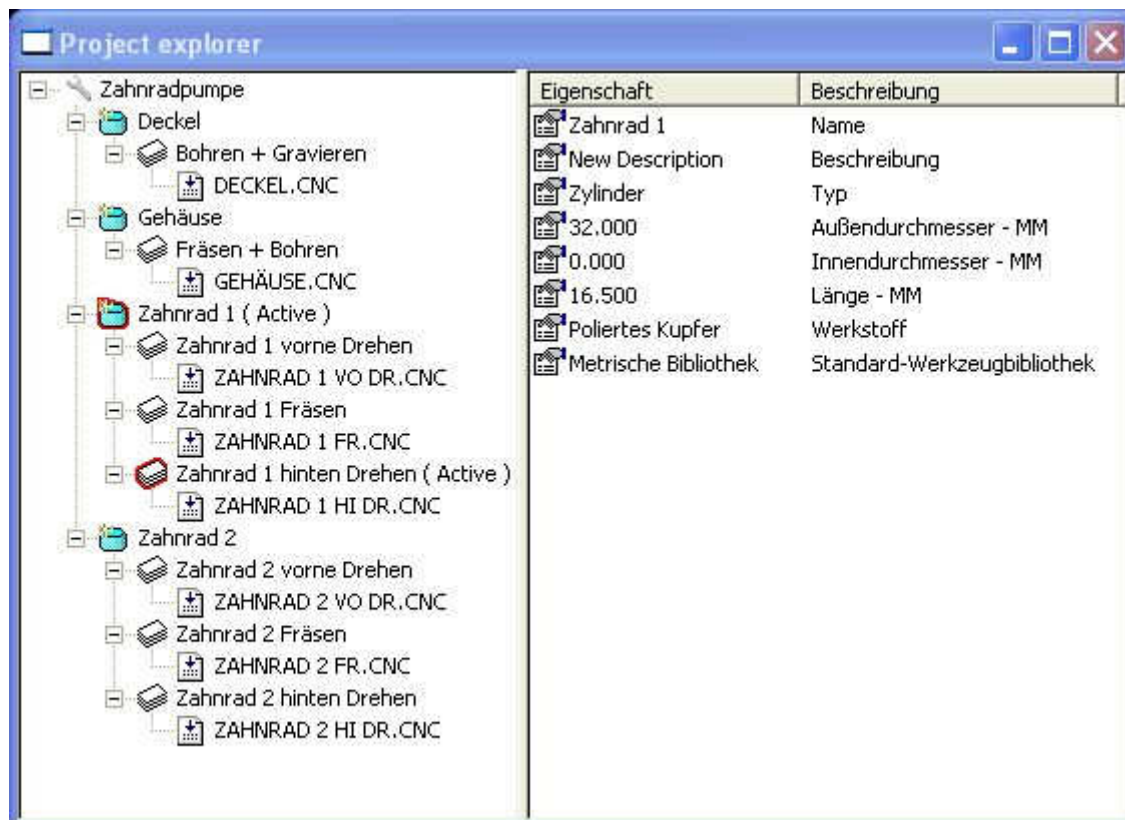 Project explorer
Zahnradpumpe
Deckel
Bohren + Gravieren
DECKEL.CNC
Gehäuse
Fräsen + Bohren
GEHÄUSE.CNC
Zahnrad 1 ( Active )
Zahnrad 1 vorne Drehen
ZAHNRAD 1 VO DR.CNC
Zahnrad 1 Fräsen
ZAHNRAD 1 FR.CNC
Zahnrad 1 hinten Drehen ( Active )
ZAHNRAD 1 HI DR.CNC
Zahnrad 2
Zahnrad 2 vorne Drehen
ZAHNRAD 2 VO DR.CNC
Zahnrad 2 Fräsen
ZAHNRAD 2 FR.CNC
Zahnrad 2 hinten Drehen
ZAHNRAD 2 HI DR.CNC
Eigenschaft Beschreibung
Zahnrad 1 Name
New Description Beschreibung
Zylinder Typ
32.000 Außendurchmesser - MM
0.000 Innendurchmesser - MM
16.500 Länge - MM
Poliertes Kupfer Werkstoff
Metrische Bibliothek Standard-Werkzeugbibliothek